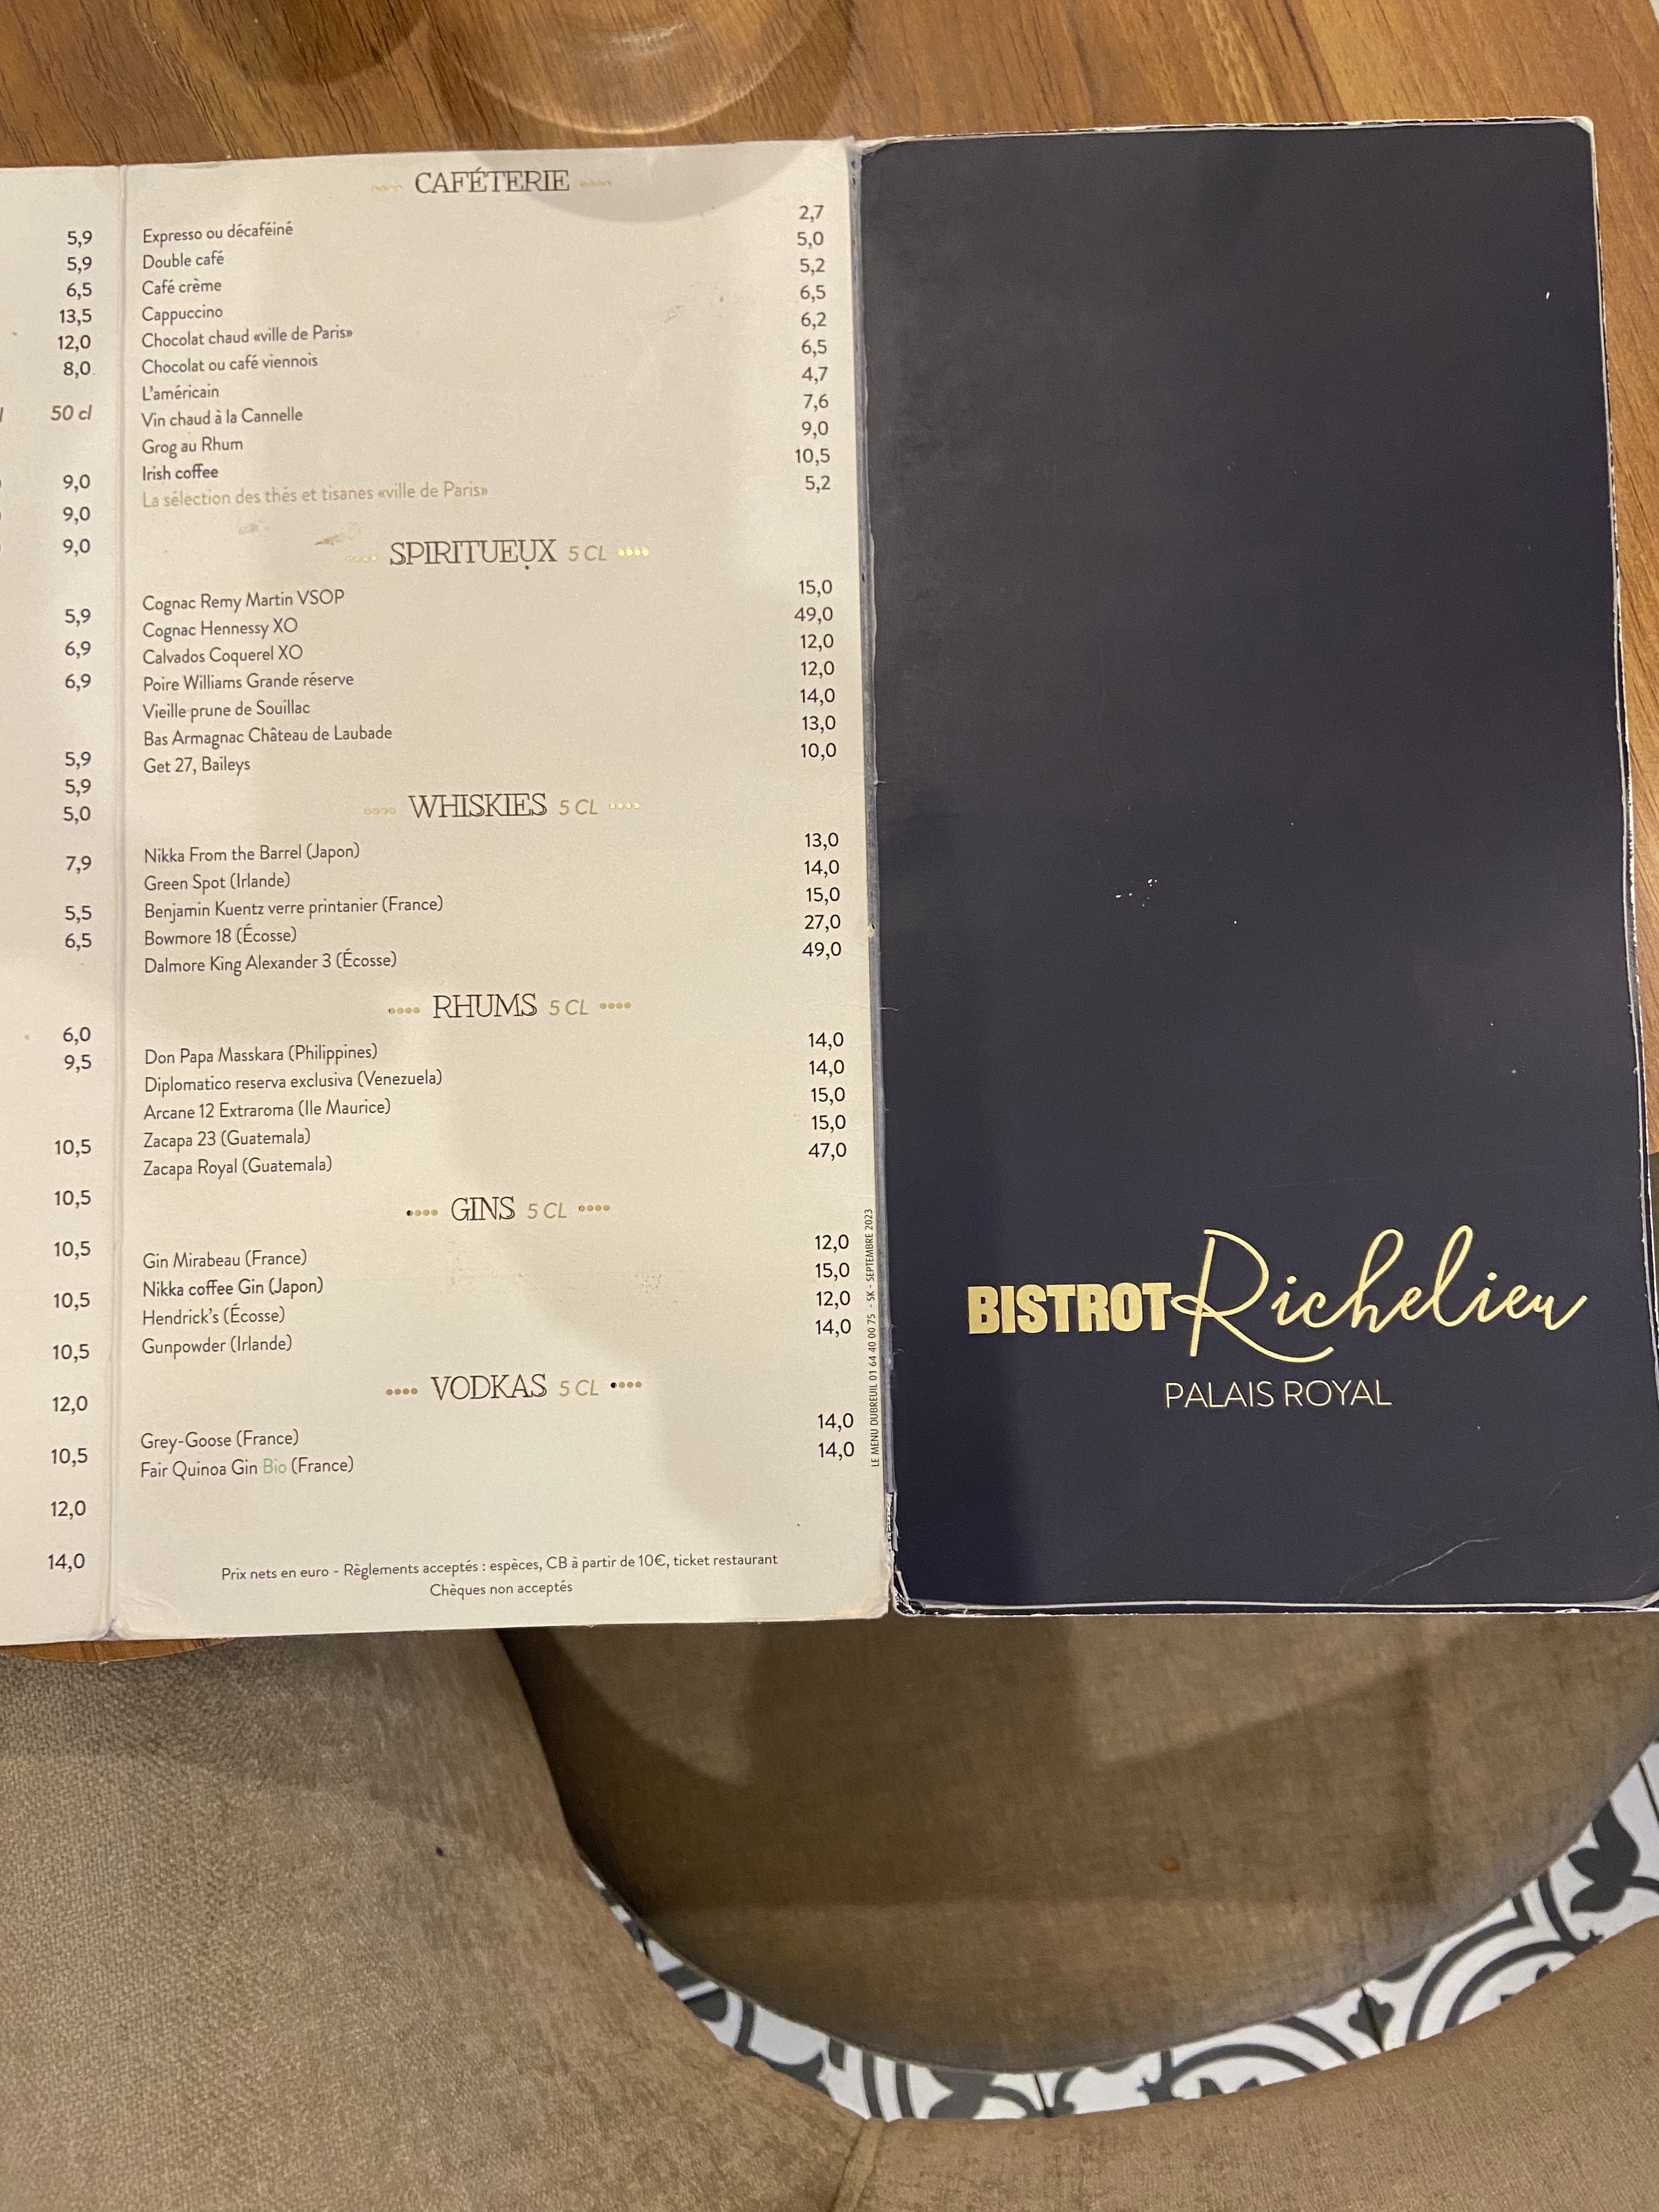 5,9
5,9
6,5
13,5
12,0
8,0
50 cl
9,0
9,0
9,0
5,9
6,9
6,9
5,9
5,9
5,0
7,9
5,5
6,5
6,0
9,5
10,5
10,5
10,5
10,5
10,5
12,0
10,5
12,0
14,0
CAFÉTERIE
Expresso ou décaféiné 2,7
Double café 5,0
Café crème 5,2
Cappuccino 6,5
Chocolat chaud «ville de Paris» 6,2
Chocolat ou café viennois 6,5
L'américain 4,7
Vin chaud à la Cannelle 7,6
Grog au Rhum 9,0
Irish coffee 10,5
La sélection des thés et tisanes «ville de Paris» 5,2
SPIRITUEUX 5 CL
Cognac Remy Martin VSOP 15,0
Cognac Hennessy XO 49,0
Calvados Coquerel XO 12,0
Poire Williams Grande réserve 12,0
Vieille prune de Souillac 14,0
Bas Armagnac Château de Laubade 13,0
Get 27, Baileys 10,0
WHISKIES 5 CL
Nikka From the Barrel (Japon) 13,0
Green Spot (Irlande) 14,0
Benjamin Kuentz verre printanier (France) 15,0
Bowmore 18 (Écosse) 27,0
Dalmore King Alexander 3 (Écosse) 49,0
RHUMS 5 CL
Don Papa Masskara (Philippines) 14,0
Diplomatico reserva exclusiva (Venezuela) 14,0
Arcane 12 Extraroma (Ile Maurice) 15,0
Zacapa 23 (Guatemala) 15,0
Zacapa Royal (Guatemala) 47,0
GINS 5 CL
Gin Mirabeau (France) 12,0
Nikka coffee Gin (Japon) 15,0
Hendrick's (Écosse) 12,0
Gunpowder (Irlande) 14,0
VODKAS 5 CL
Grey-Goose (France) 14,0
Fair Quinoa Gin Bio (France) 14,0
Prix nets en euro - Règlements acceptés : espèces, CB à partir de 10€, ticket restaurant
Chèques non acceptés
LE MENU DUBREUIL 01 64 40 00 75 - SK - SEPTEMBRE 2023
BISTROT Richelieu
PALAIS ROYAL